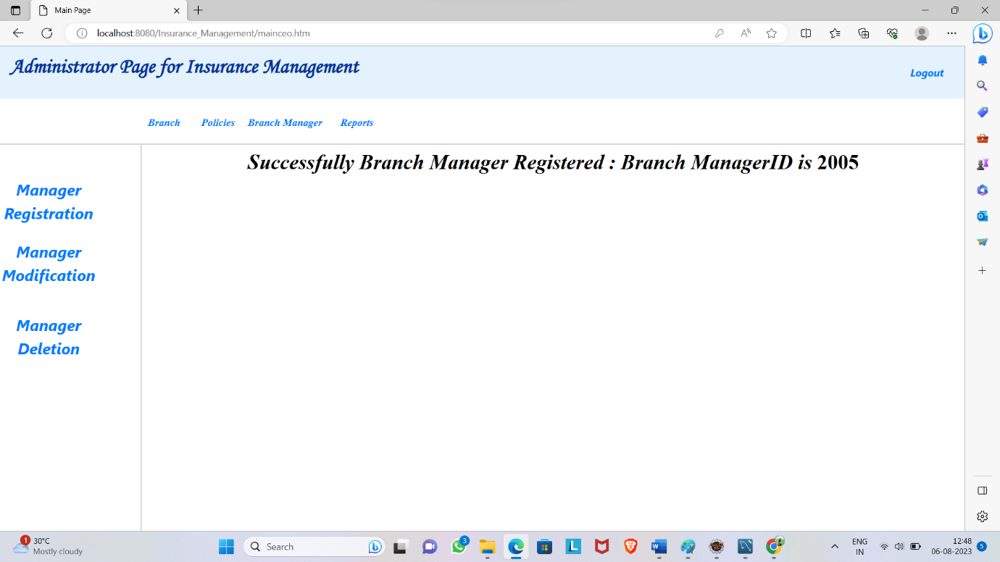 Main Page
localhost:8080/Insurance_Management/mainceo.htm
Administrator Page for Insurance Management
Logout
Branch Policies Branch Manager Reports
Successfully Branch Manager Registered : Branch ManagerID is 2005
Manager
Registration
Manager
Modification
Manager
Deletion
1
30°C
Mostly cloudy
Search
3
ENG
IN
12:48
06-08-2023
5